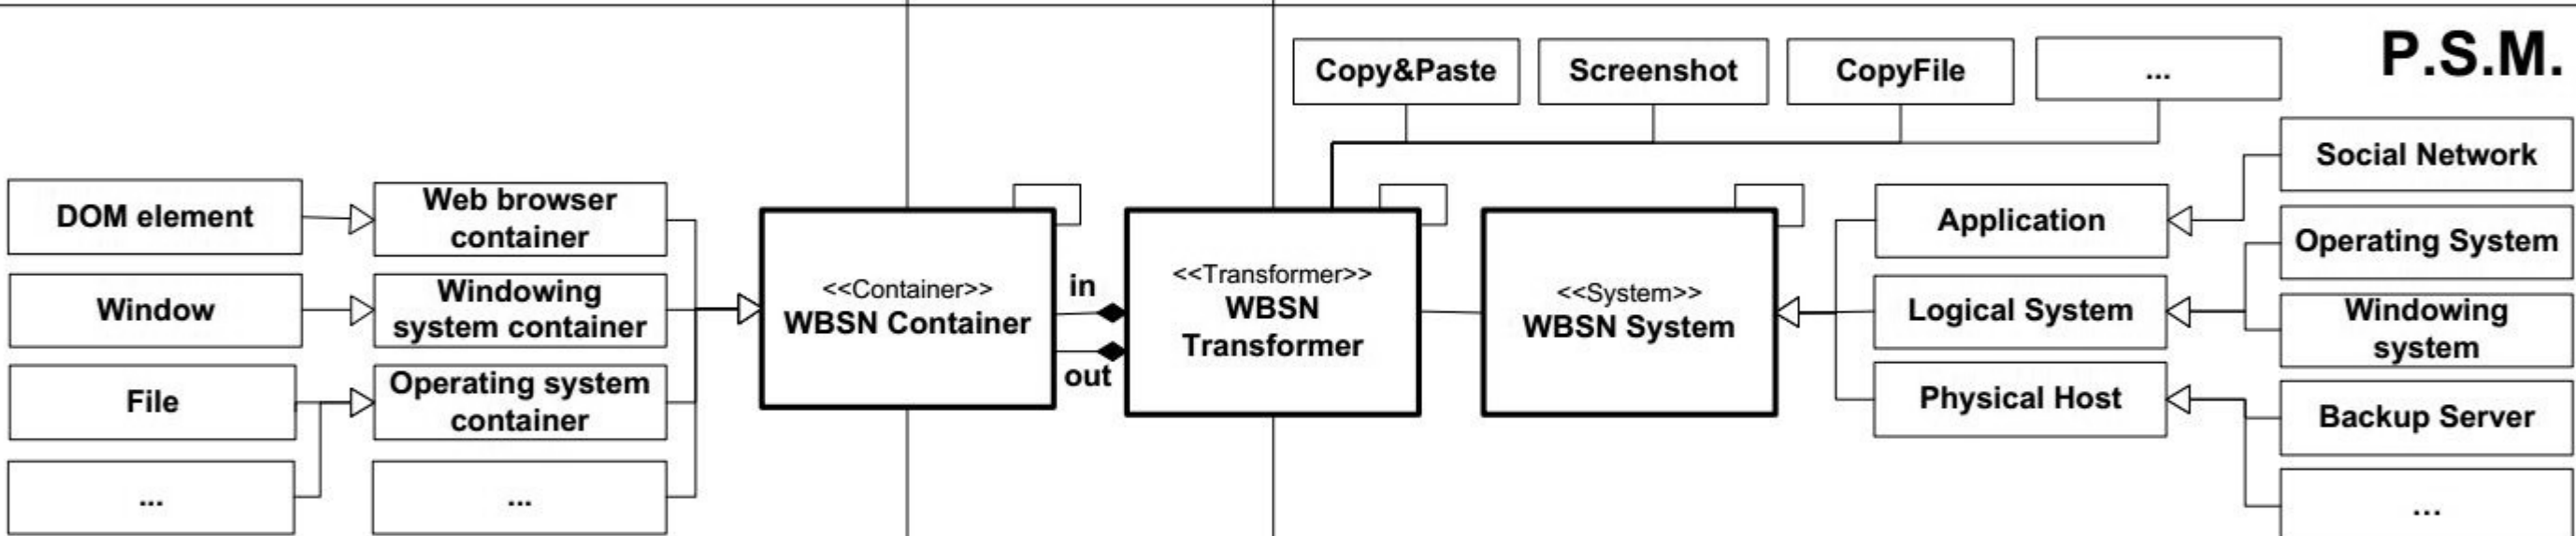 P.S.M.
Copy&Paste
Screenshot
CopyFile
...
DOM element
Window
File
...
Web browser
container
Windowing
system container
Operating system
container
...
<<Container>>
WBSN Container
in
out
<<Transformer>>
WBSN
Transformer
<<System>>
WBSN System
Application
Logical System
Physical Host
Social Network
Operating System
Windowing
system
Backup Server
...